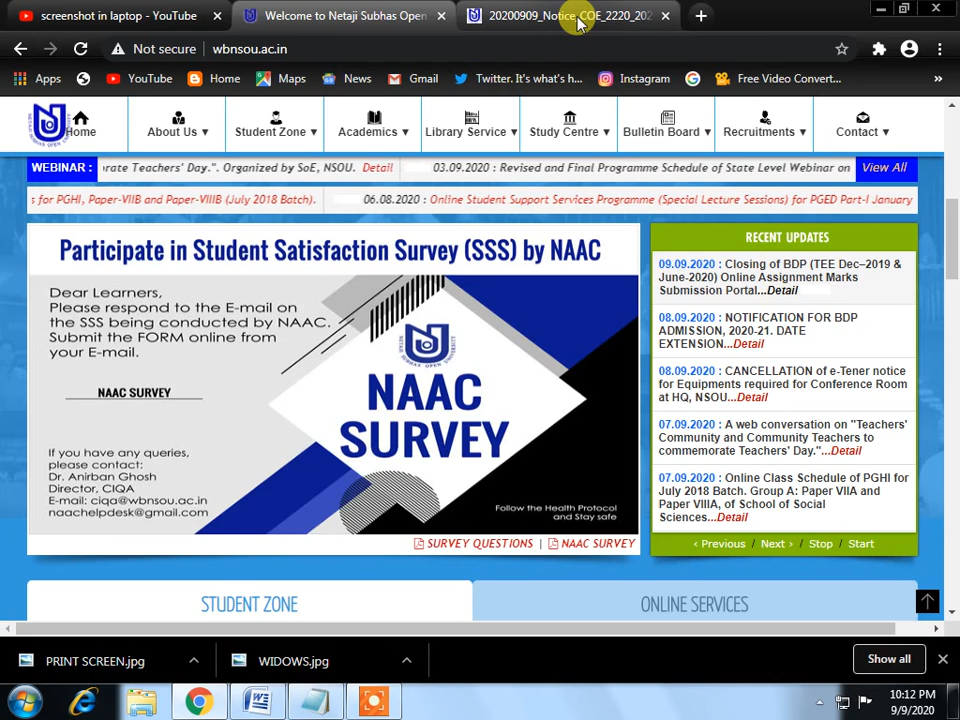 screenshot in laptop - YouTube
Welcome to Netaji Subhas Open
20200909_Notice_COE_2220_202
Not secure | wbnsou.ac.in
Apps YouTube Home Maps News Gmail Twitter. It's what's h... Instagram Free Video Convert... »
Home About Us ▾ Student Zone ▾ Academics ▾ Library Service ▾ Study Centre ▾ Bulletin Board ▾ Recruitments ▾ Contact ▾
WEBINAR : rate Teachers' Day.". Organized by SoE, NSOU. Detail 03.09.2020 : Revised and Final Programme Schedule of State Level Webinar on View All
s for PGHI, Paper-VIIB and Paper-VIIIB (July 2018 Batch). 06.08.2020 : Online Student Support Services Programme (Special Lecture Sessions) for PGED Part-I January
Participate in Student Satisfaction Survey (SSS) by NAAC
Dear Learners,
Please respond to the E-mail on
the SSS being conducted by NAAC.
Submit the FORM online from
your E-mail.
NAAC SURVEY
If you have any queries,
please contact:
Dr. Anirban Ghosh
Director, CIQA
E-mail: ciqa@wbnsou.ac.in
naachelpdesk@gmail.com
NETAJI SUBHAS OPEN UNIVERSITY
NAAC
SURVEY
Follow the Health Protocol
and Stay safe
SURVEY QUESTIONS | NAAC SURVEY
RECENT UPDATES
09.09.2020 : Closing of BDP (TEE Dec–2019 &
June-2020) Online Assignment Marks
Submission Portal...Detail
08.09.2020 : NOTIFICATION FOR BDP
ADMISSION, 2020-21. DATE
EXTENSION...Detail
08.09.2020 : CANCELLATION of e-Tener notice
for Equipments required for Conference Room
at HQ, NSOU...Detail
07.09.2020 : A web conversation on "Teachers'
Community and Community Teachers to
commemorate Teachers' Day."...Detail
07.09.2020 : Online Class Schedule of PGHI for
July 2018 Batch. Group A: Paper VIIA and
Paper VIIIA, of School of Social
Sciences...Detail
‹ Previous / Next › / Stop / Start
STUDENT ZONE
ONLINE SERVICES
PRINT SCREEN.jpg
WIDOWS.jpg
Show all
10:12 PM
9/9/2020